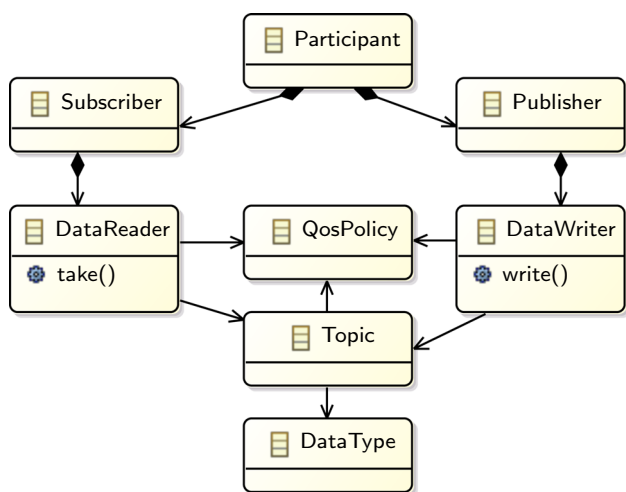 Participant
Subscriber
Publisher
DataReader
QosPolicy
DataWriter
take()
write()
Topic
DataType